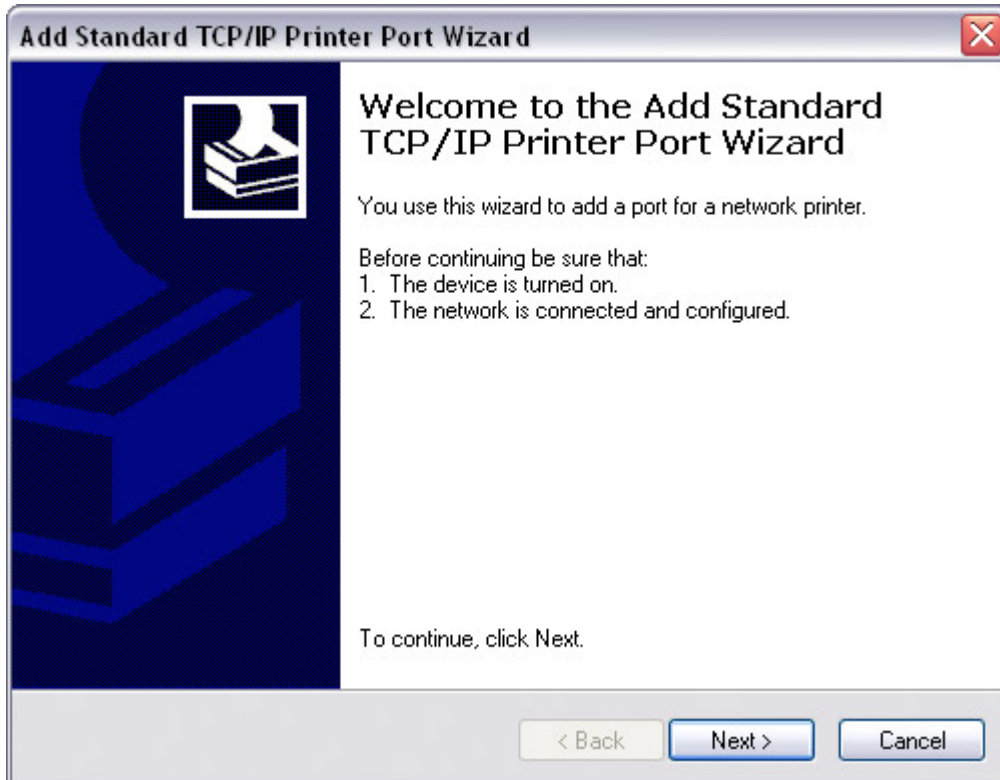 Add Standard TCP/IP Printer Port Wizard
Welcome to the Add Standard
TCP/IP Printer Port Wizard
You use this wizard to add a port for a network printer.
Before continuing be sure that:
1. The device is turned on.
2. The network is connected and configured.
To continue, click Next.
< Back Next > Cancel